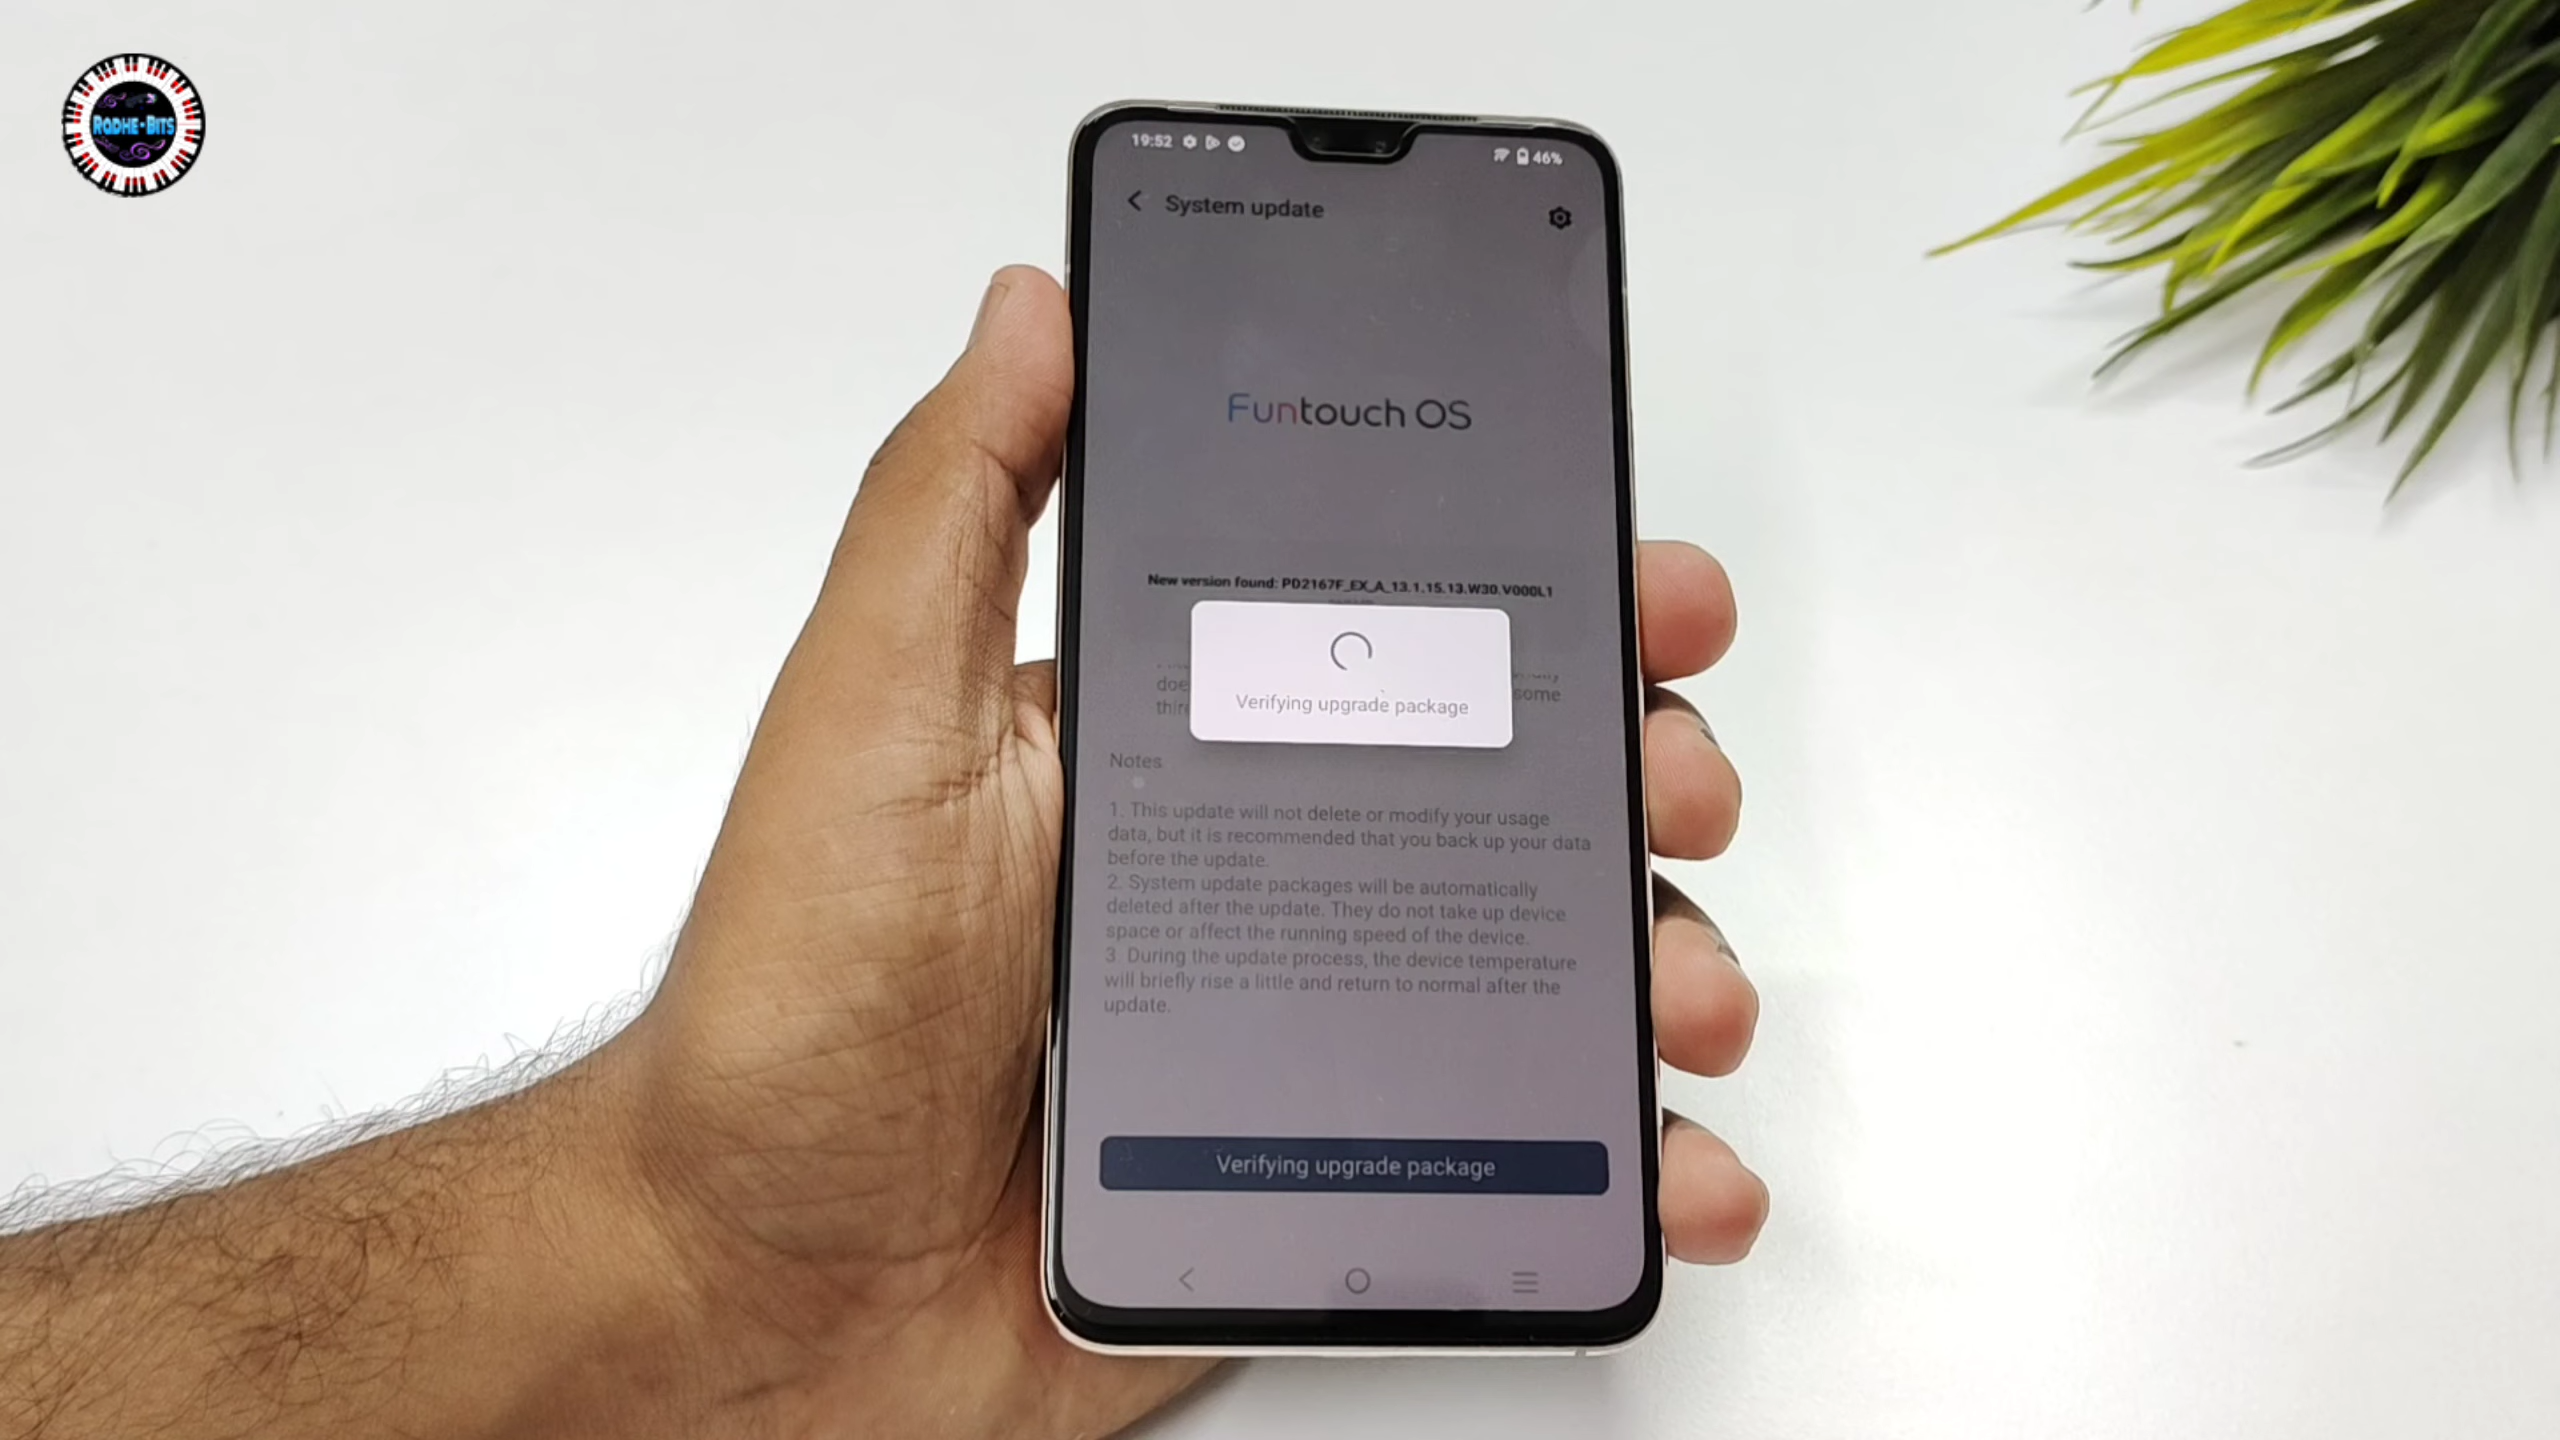 RADHE-BITS
19:52
46%
System update
Funtouch OS
New version found: PD2167F_EX_A_13.1.15.13.W30.V000L1
doe
some
third
Verifying upgrade package
Notes
1. This update will not delete or modify your usage
data, but it is recommended that you back up your data
before the update.
2. System update packages will be automatically
deleted after the update. They do not take up device
space or affect the running speed of the device.
3. During the update process, the device temperature
will briefly rise a little and return to normal after the
update.
Verifying upgrade package